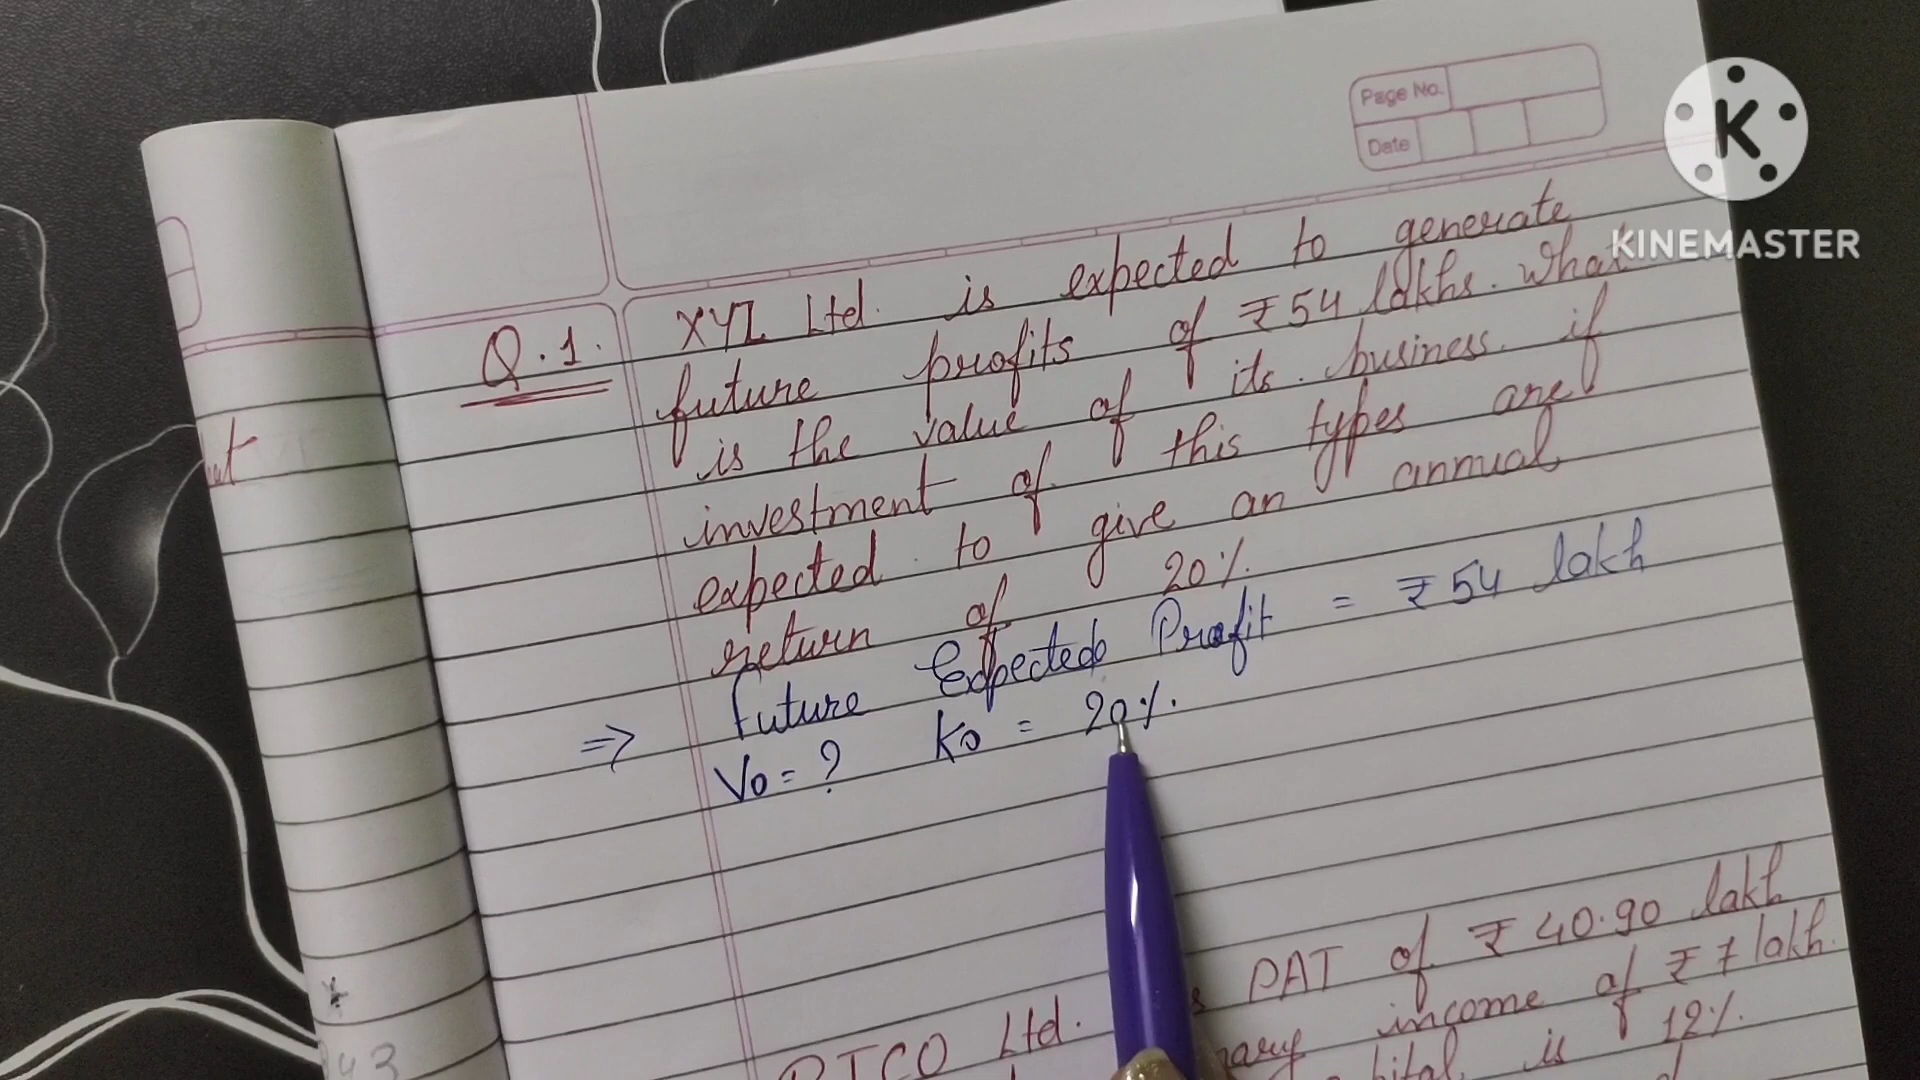 Page No.
Date
KINEMASTER
Q.1. XYZ Ltd. is expected to generate
future profits of ₹54 lakhs. What
is the value of its business if
investment of this types are
expected to give an annual
return of 20%.
⇒ Future Expected Profit = ₹54 lakh
Vo = ? Ko = 20%.
PAT of ₹40.90 lakh
income of ₹7 lakh.
Ltd.
is 12%.